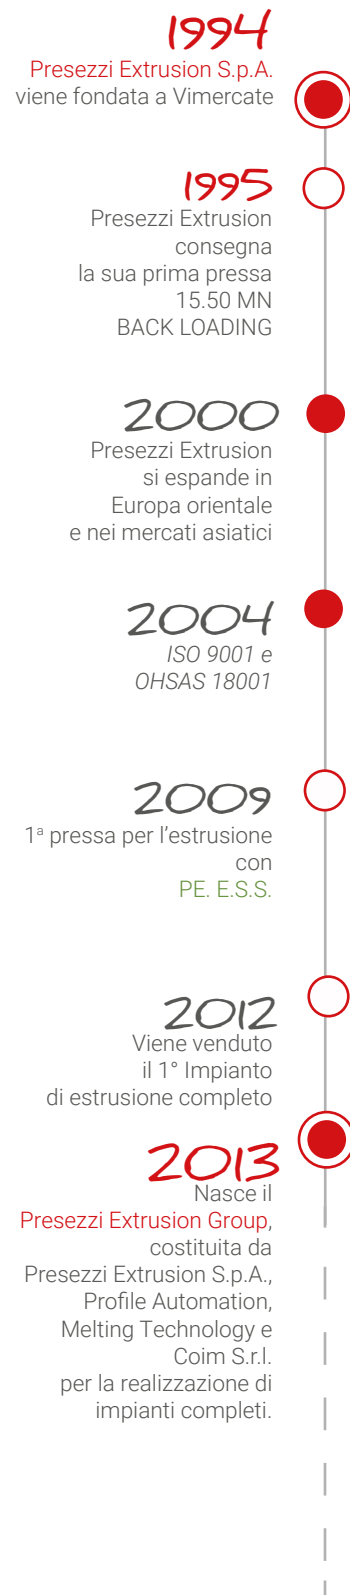 1994
Presezzi Extrusion S.p.A.
viene fondata a Vimercate
1995
Presezzi Extrusion
consegna
la sua prima pressa
15.50 MN
BACK LOADING
2000
Presezzi Extrusion
si espande in
Europa orientale
e nei mercati asiatici
2004
ISO 9001 e
OHSAS 18001
2009
1ª pressa per l'estrusione
con
PE. E.S.S.
2012
Viene venduto
il 1° Impianto
di estrusione completo
2013
Nasce il
Presezzi Extrusion Group,
costituita da
Presezzi Extrusion S.p.A.,
Profile Automation,
Melting Technology e
Coim S.r.l.
per la realizzazione di
impianti completi.